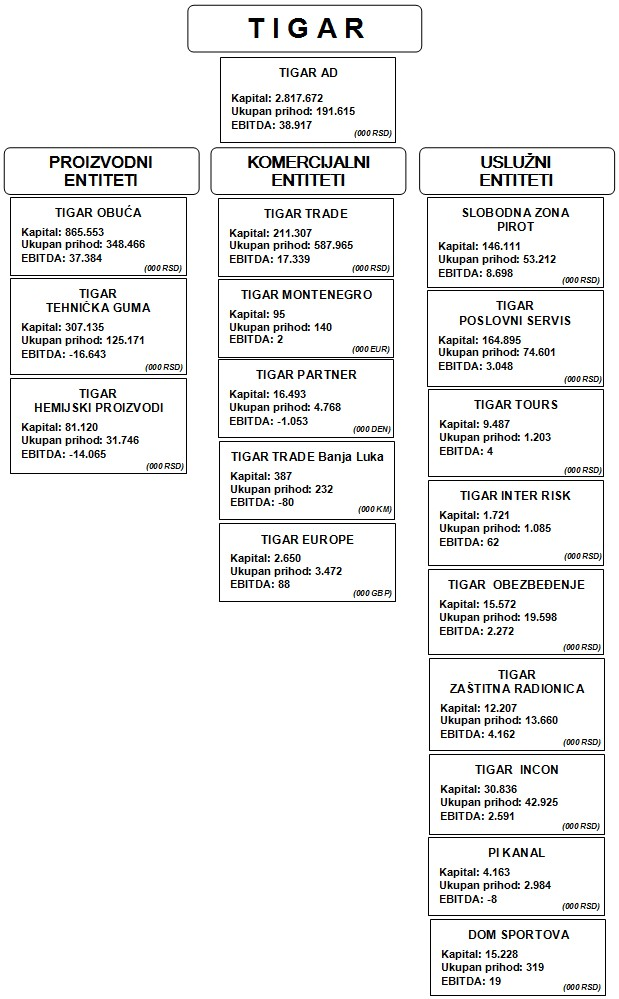 T I G A R
TIGAR AD
Kapital: 2.817.672
Ukupan prihod: 191.615
EBITDA: 38.917
(000 RSD)
PROIZVODNI
ENTITETI
TIGAR OBUĆA
Kapital: 865.553
Ukupan prihod: 348.466
EBITDA: 37.384
(000 RSD)
TIGAR
TEHNIČKA GUMA
Kapital: 307.135
Ukupan prihod: 125.171
EBITDA: -16.643
(000 RSD)
TIGAR
HEMIJSKI PROIZVODI
Kapital: 81.120
Ukupan prihod: 31.746
EBITDA: -14.065
(000 RSD)
KOMERCIJALNI
ENTITETI
TIGAR TRADE
Kapital: 211.307
Ukupan prihod: 587.965
EBITDA: 17.339
(000 RSD)
TIGAR MONTENEGRO
Kapital: 95
Ukupan prihod: 140
EBITDA: 2
(000 EUR)
TIGAR PARTNER
Kapital: 16.493
Ukupan prihod: 4.768
EBITDA: -1.053
(000 DEN)
TIGAR TRADE Banja Luka
Kapital: 387
Ukupan prihod: 232
EBITDA: -80
(000 KM)
TIGAR EUROPE
Kapital: 2.650
Ukupan prihod: 3.472
EBITDA: 88
(000 GBP)
USLUŽNI
ENTITETI
SLOBODNA ZONA
PIROT
Kapital: 146.111
Ukupan prihod: 53.212
EBITDA: 8.698
(000 RSD)
TIGAR
POSLOVNI SERVIS
Kapital: 164.895
Ukupan prihod: 74.601
EBITDA: 3.048
(000 RSD)
TIGAR TOURS
Kapital: 9.487
Ukupan prihod: 1.203
EBITDA: 4
(000 RSD)
TIGAR INTER RISK
Kapital: 1.721
Ukupan prihod: 1.085
EBITDA: 62
(000 RSD)
TIGAR OBEZBEĐENJE
Kapital: 15.572
Ukupan prihod: 19.598
EBITDA: 2.272
(000 RSD)
TIGAR
ZAŠTITNA RADIONICA
Kapital: 12.207
Ukupan prihod: 13.660
EBITDA: 4.162
(000 RSD)
TIGAR INCON
Kapital: 30.836
Ukupan prihod: 42.925
EBITDA: 2.591
(000 RSD)
PI KANAL
Kapital: 4.163
Ukupan prihod: 2.984
EBITDA: -8
(000 RSD)
DOM SPORTOVA
Kapital: 15.228
Ukupan prihod: 319
EBITDA: 19
(000 RSD)